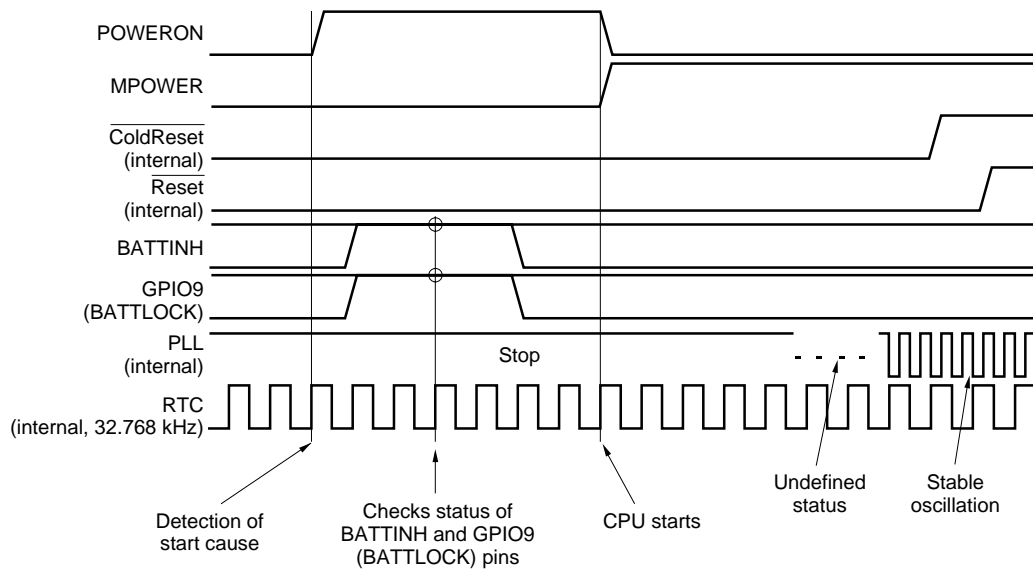 POWERON
MPOWER
ColdReset
(internal)
Reset
(internal)
BATTINH
GPIO9
(BATTLOCK)
PLL
(internal)
Stop
RTC
(internal, 32.768 kHz)
Detection of
start cause
Checks status of
BATTINH and GPIO9
(BATTLOCK) pins
CPU starts
Undefined
status
Stable
oscillation